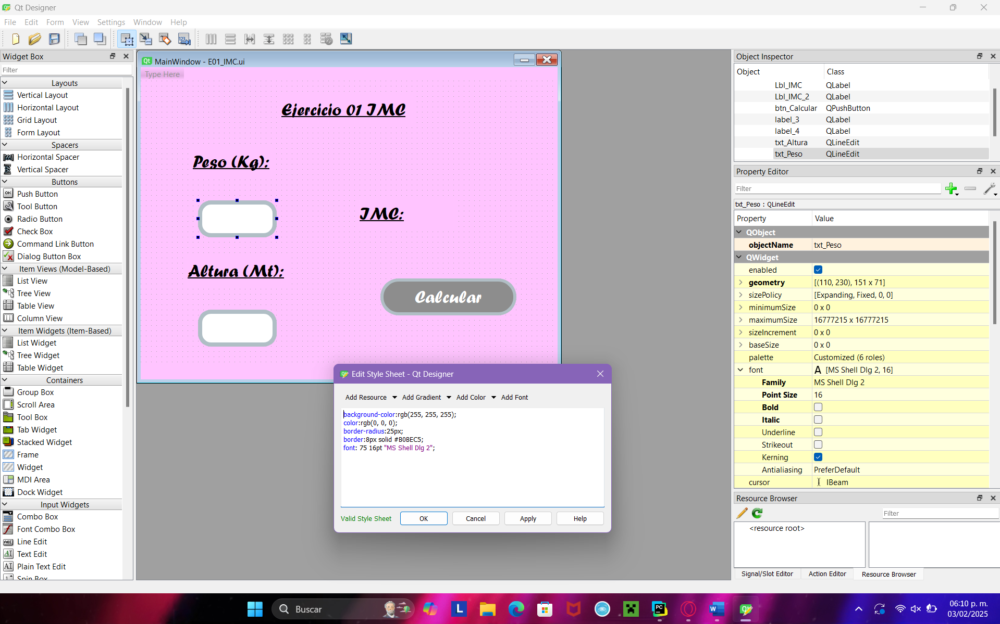 Qt Designer
File Edit Form View Settings Window Help
Widget Box
Filter
Layouts
Vertical Layout
Horizontal Layout
Grid Layout
Form Layout
Spacers
Horizontal Spacer
Vertical Spacer
Buttons
Push Button
Tool Button
Radio Button
Check Box
Command Link Button
Dialog Button Box
Item Views (Model-Based)
List View
Tree View
Table View
Column View
Item Widgets (Item-Based)
List Widget
Tree Widget
Table Widget
Containers
Group Box
Scroll Area
Tool Box
Tab Widget
Stacked Widget
Frame
Widget
MDI Area
Dock Widget
Input Widgets
Combo Box
Font Combo Box
Line Edit
Text Edit
Plain Text Edit
Spin Box
MainWindow - E01_IMC.ui
Type Here
Ejercicio 01 IMC
Peso (Kg):
IMC:
Altura (Mt):
Calcular
Edit Style Sheet - Qt Designer
Add Resource Add Gradient Add Color Add Font
background-color:rgb(255, 255, 255);
color:rgb(0, 0, 0);
border-radius:25px;
border:8px solid #B0BEC5;
font: 75 16pt "MS Shell Dlg 2";
Valid Style Sheet OK Cancel Apply Help
Object Inspector
Object Class
Lbl_IMC QLabel
Lbl_IMC_2 QLabel
btn_Calcular QPushButton
label_3 QLabel
label_4 QLabel
txt_Altura QLineEdit
txt_Peso QLineEdit
Property Editor
Filter
txt_Peso : QLineEdit
Property Value
QObject
objectName txt_Peso
QWidget
enabled
geometry [(110, 230), 151 x 71]
sizePolicy [Expanding, Fixed, 0, 0]
minimumSize 0 x 0
maximumSize 16777215 x 16777215
sizeIncrement 0 x 0
baseSize 0 x 0
palette Customized (6 roles)
font A [MS Shell Dlg 2, 16]
Family MS Shell Dlg 2
Point Size 16
Bold
Italic
Underline
Strikeout
Kerning
Antialiasing PreferDefault
cursor IBeam
Resource Browser
Filter
<resource root>
Signal/Slot Editor Action Editor Resource Browser
Buscar
06:10 p. m.
03/02/2025